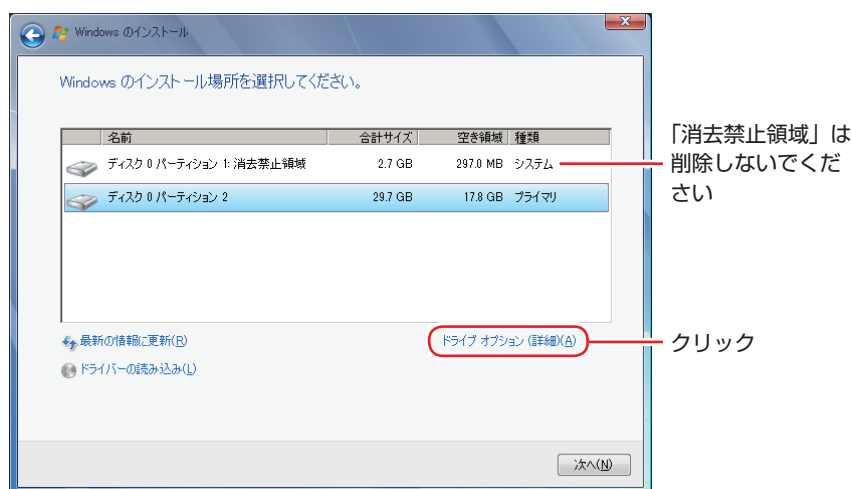 Windows のインストール
Windows のインストール場所を選択してください。
名前 合計サイズ 空き領域 種類
ディスク 0 パーティション 1: 消去禁止領域 2.7 GB 297.0 MB システム
ディスク 0 パーティション 2 29.7 GB 17.8 GB プライマリ
「消去禁止領域」は
削除しないでくだ
さい
最新の情報に更新(R)
ドライブ オプション (詳細)(A)
クリック
ドライバーの読み込み(L)
次へ(N)